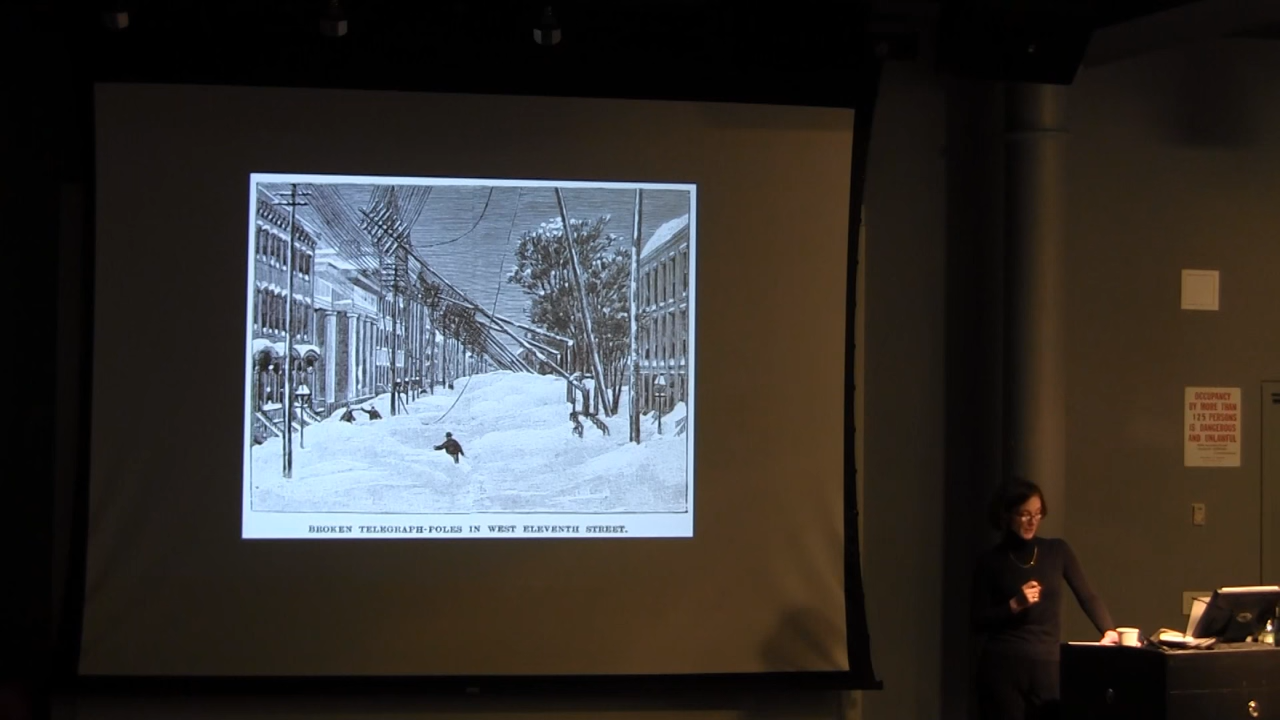 BROKEN TELEGRAPH-POLES IN WEST ELEVENTH STREET.
OCCUPANCY
BY MORE THAN
125 PERSONS
IS DANGEROUS
AND UNLAWFUL